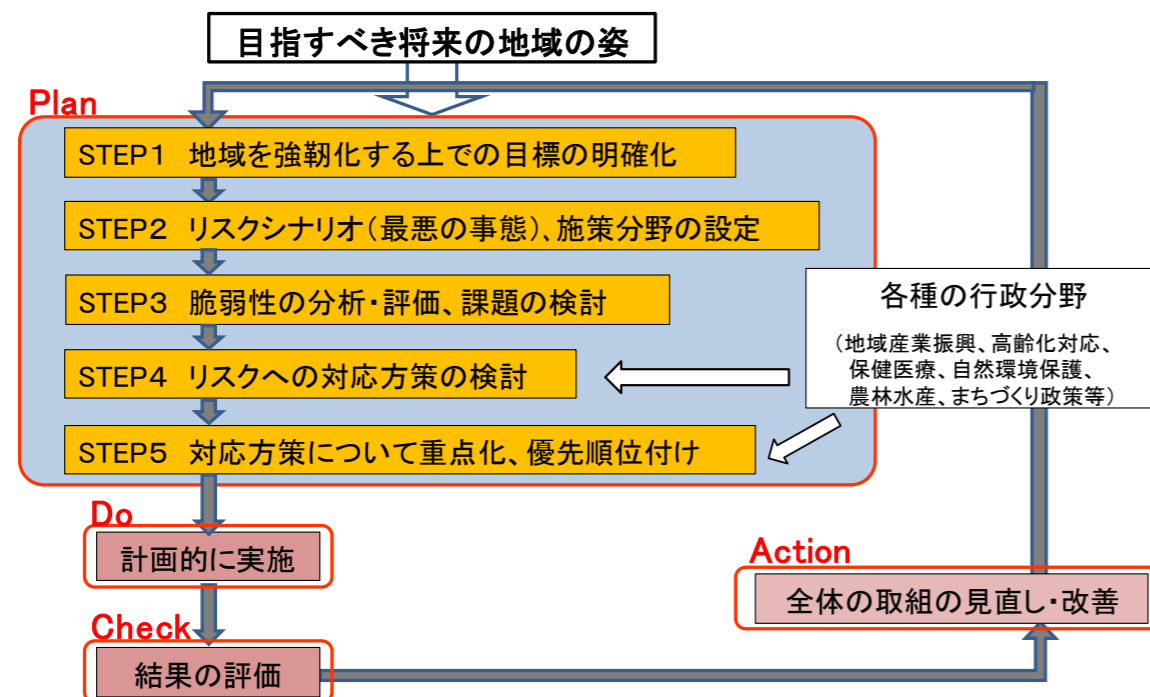 目指すべき将来の地域の姿
Plan
STEP1 地域を強靭化する上での目標の明確化
STEP2 リスクシナリオ(最悪の事態)、施策分野の設定
STEP3 脆弱性の分析・評価、課題の検討
STEP4 リスクへの対応方策の検討
STEP5 対応方策について重点化、優先順位付け
各種の行政分野
(地域産業振興、高齢化対応、
保健医療、自然環境保護、
農林水産、まちづくり政策等)
Do
計画的に実施
Check
結果の評価
Action
全体の取組の見直し・改善